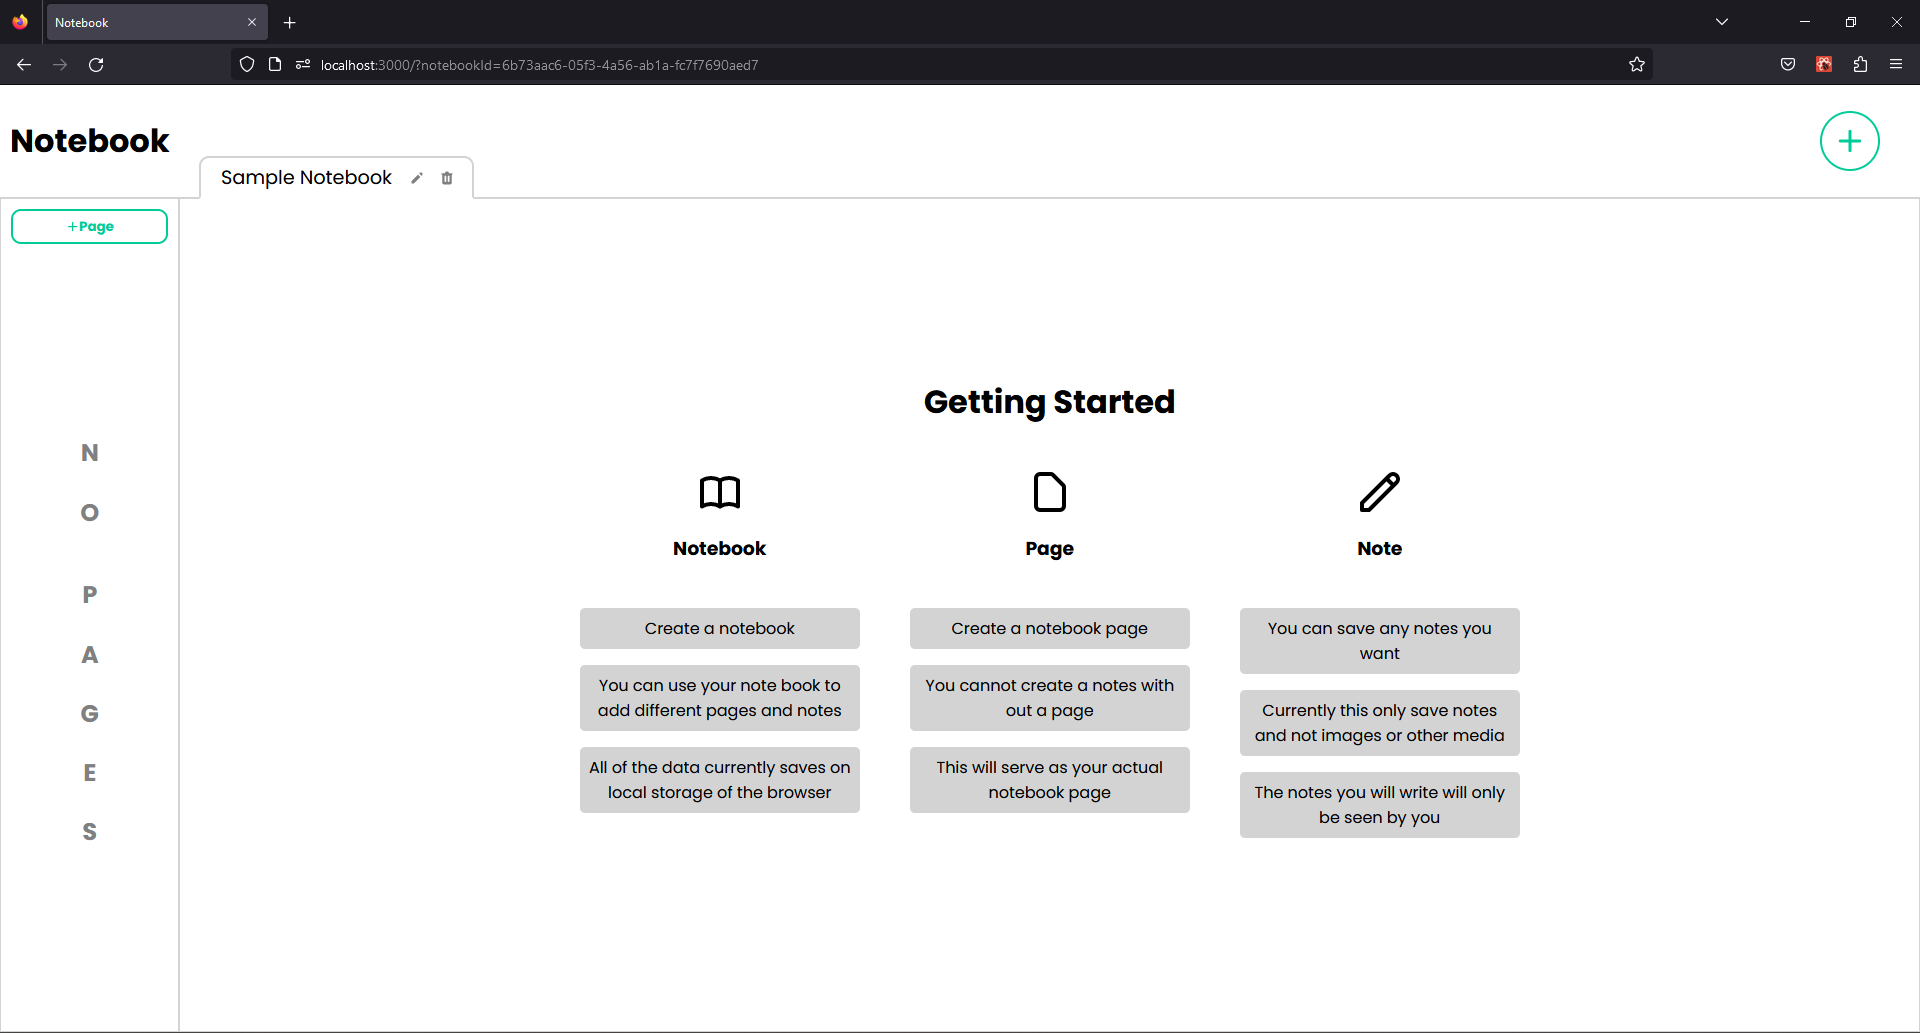 Notebook
localhost:3000/?notebookId=6b73aac6-05f3-4a56-ab1a-fc7f7690aed7
Notebook
Sample Notebook
+Page
N
O
P
A
G
E
S
Getting Started
Notebook
Create a notebook
You can use your note book to
add different pages and notes
All of the data currently saves on
local storage of the browser
Page
Create a notebook page
You cannot create a notes with
out a page
This will serve as your actual
notebook page
Note
You can save any notes you
want
Currently this only save notes
and not images or other media
The notes you will write will only
be seen by you